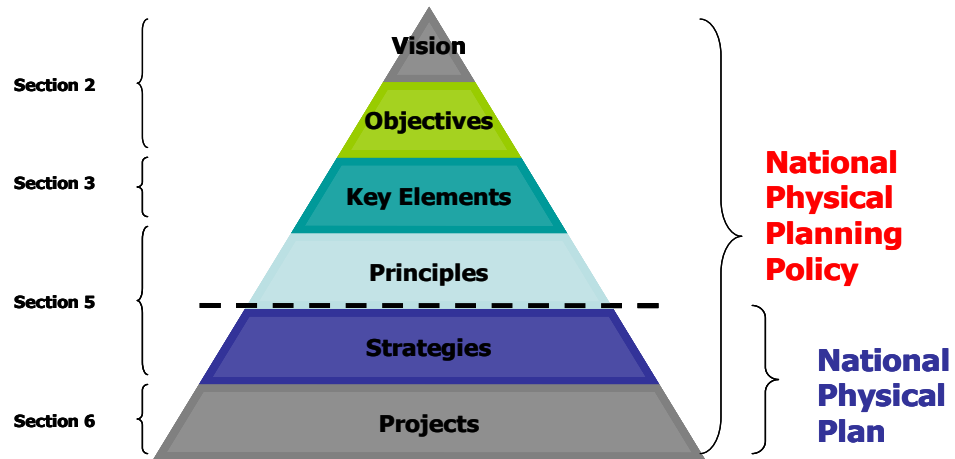 Vision
Section 2
Objectives
Section 3
Key Elements
National
Physical
Planning
Policy
Principles
Section 5
Strategies
National
Physical
Plan
Section 6
Projects